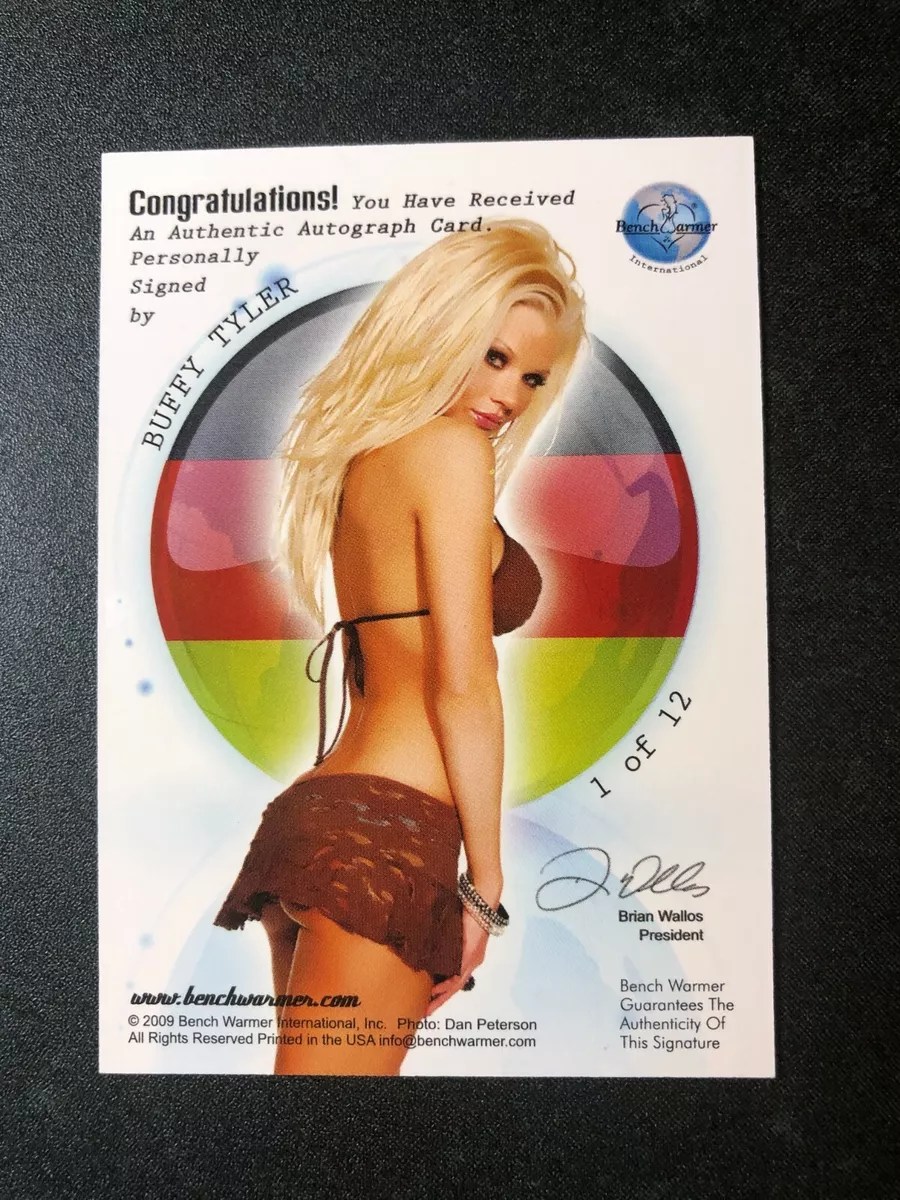 Congratulations! You Have Received
An Authentic Autograph Card.
Personally
Signed
by
BUFFY TYLER
BenchWarmer
®
International
1 of 12
Brian Wallos
President
Bench Warmer
Guarantees The
Authenticity Of
This Signature
www.benchwarmer.com
© 2009 Bench Warmer International, Inc. Photo: Dan Peterson
All Rights Reserved Printed in the USA info@benchwarmer.com